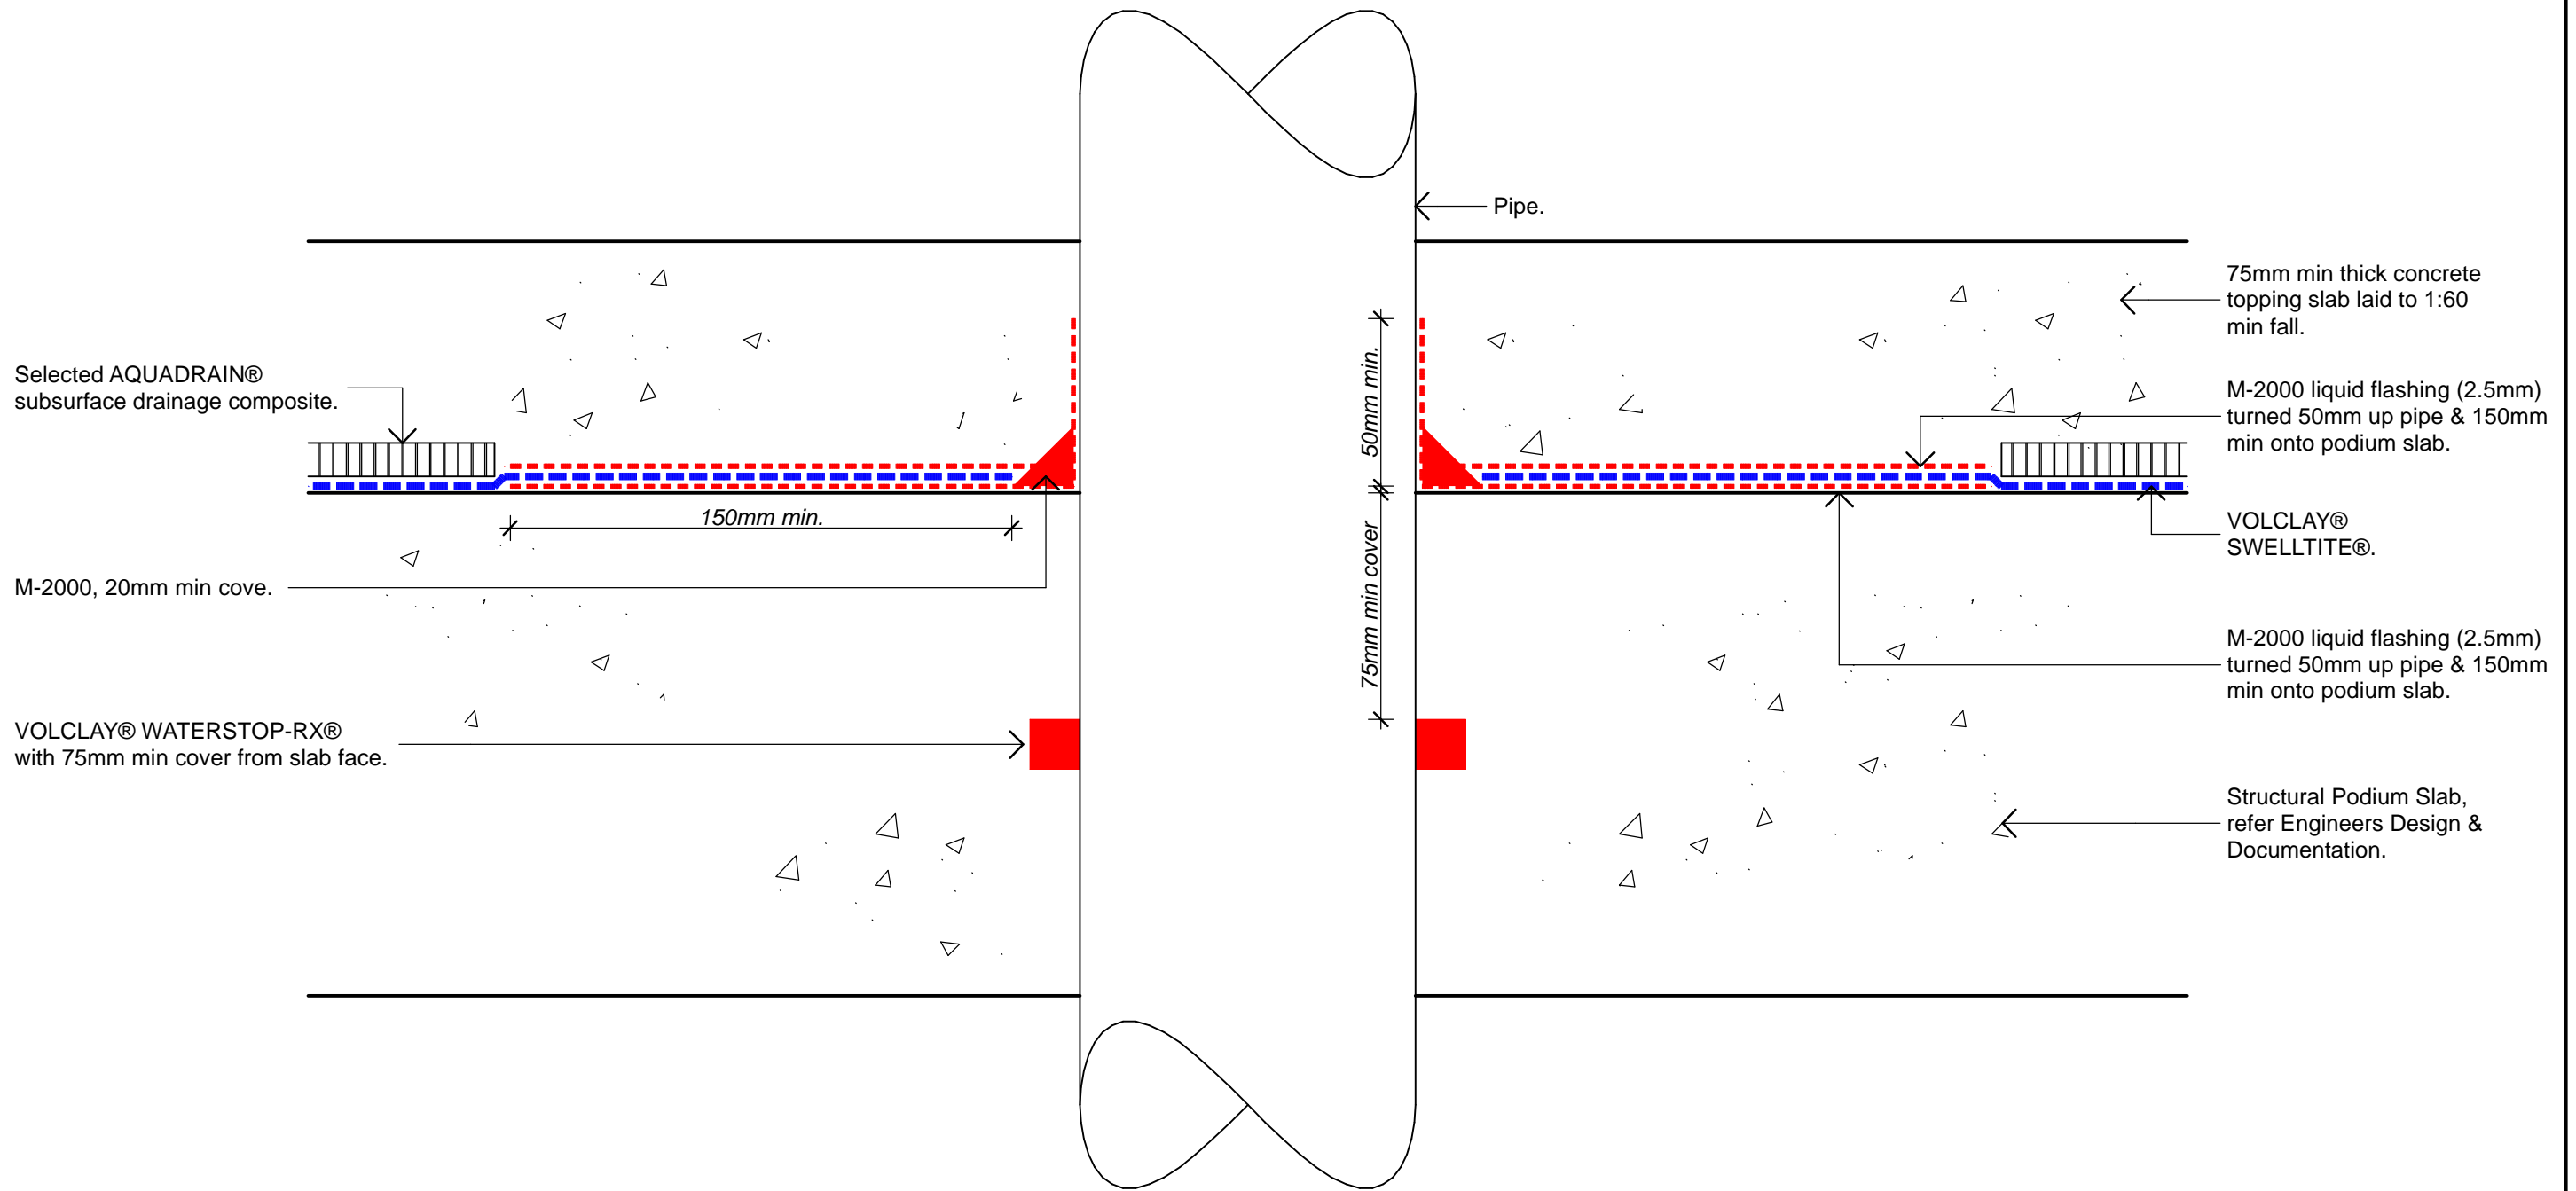 Pipe.
75mm min thick concrete
topping slab laid to 1:60
min fall.
Selected AQUADRAIN®
subsurface drainage composite.
50mm min.
M-2000 liquid flashing (2.5mm)
turned 50mm up pipe & 150mm
min onto podium slab.
150mm min.
VOLCLAY®
SWELLTITE®.
M-2000, 20mm min cove.
75mm min cover
M-2000 liquid flashing (2.5mm)
turned 50mm up pipe & 150mm
min onto podium slab.
VOLCLAY® WATERSTOP-RX®
with 75mm min cover from slab face.
Structural Podium Slab,
refer Engineers Design &
Documentation.